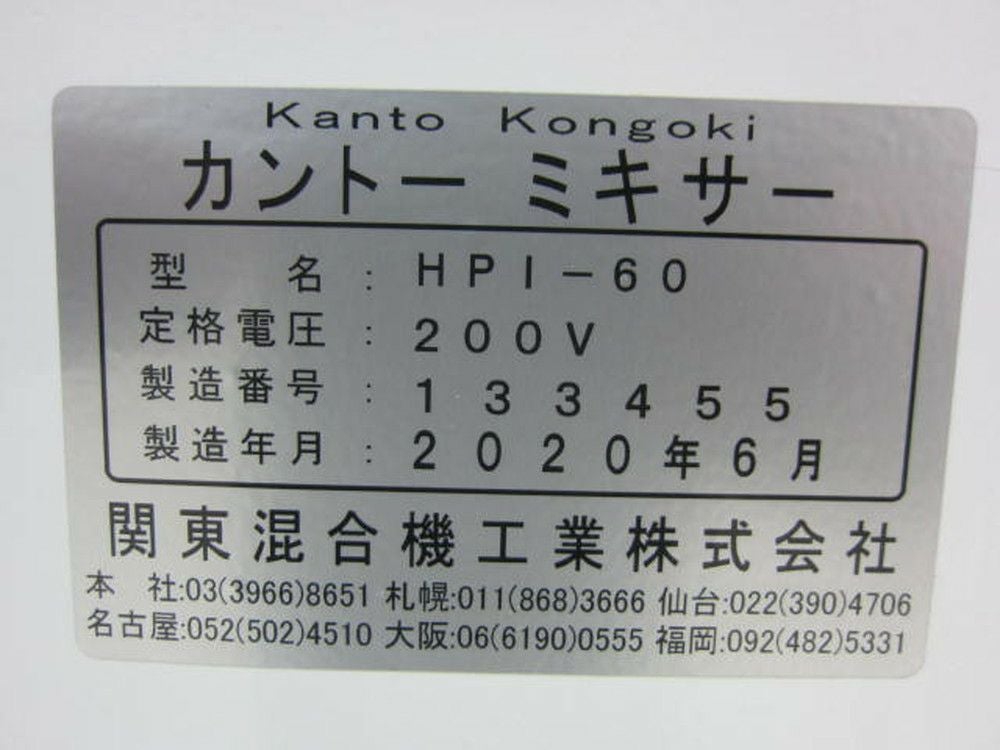 Kanto Kongoki
カントー ミキサー
型 名 : HPI-60
定格電圧 : 200V
製造番号 : 133455
製造年月 : 2020年6月
関東混合機工業株式会社
本 社:03(3966)8651 札幌:011(868)3666 仙台:022(390)4706
名古屋:052(502)4510 大阪:06(6190)0555 福岡:092(482)5331